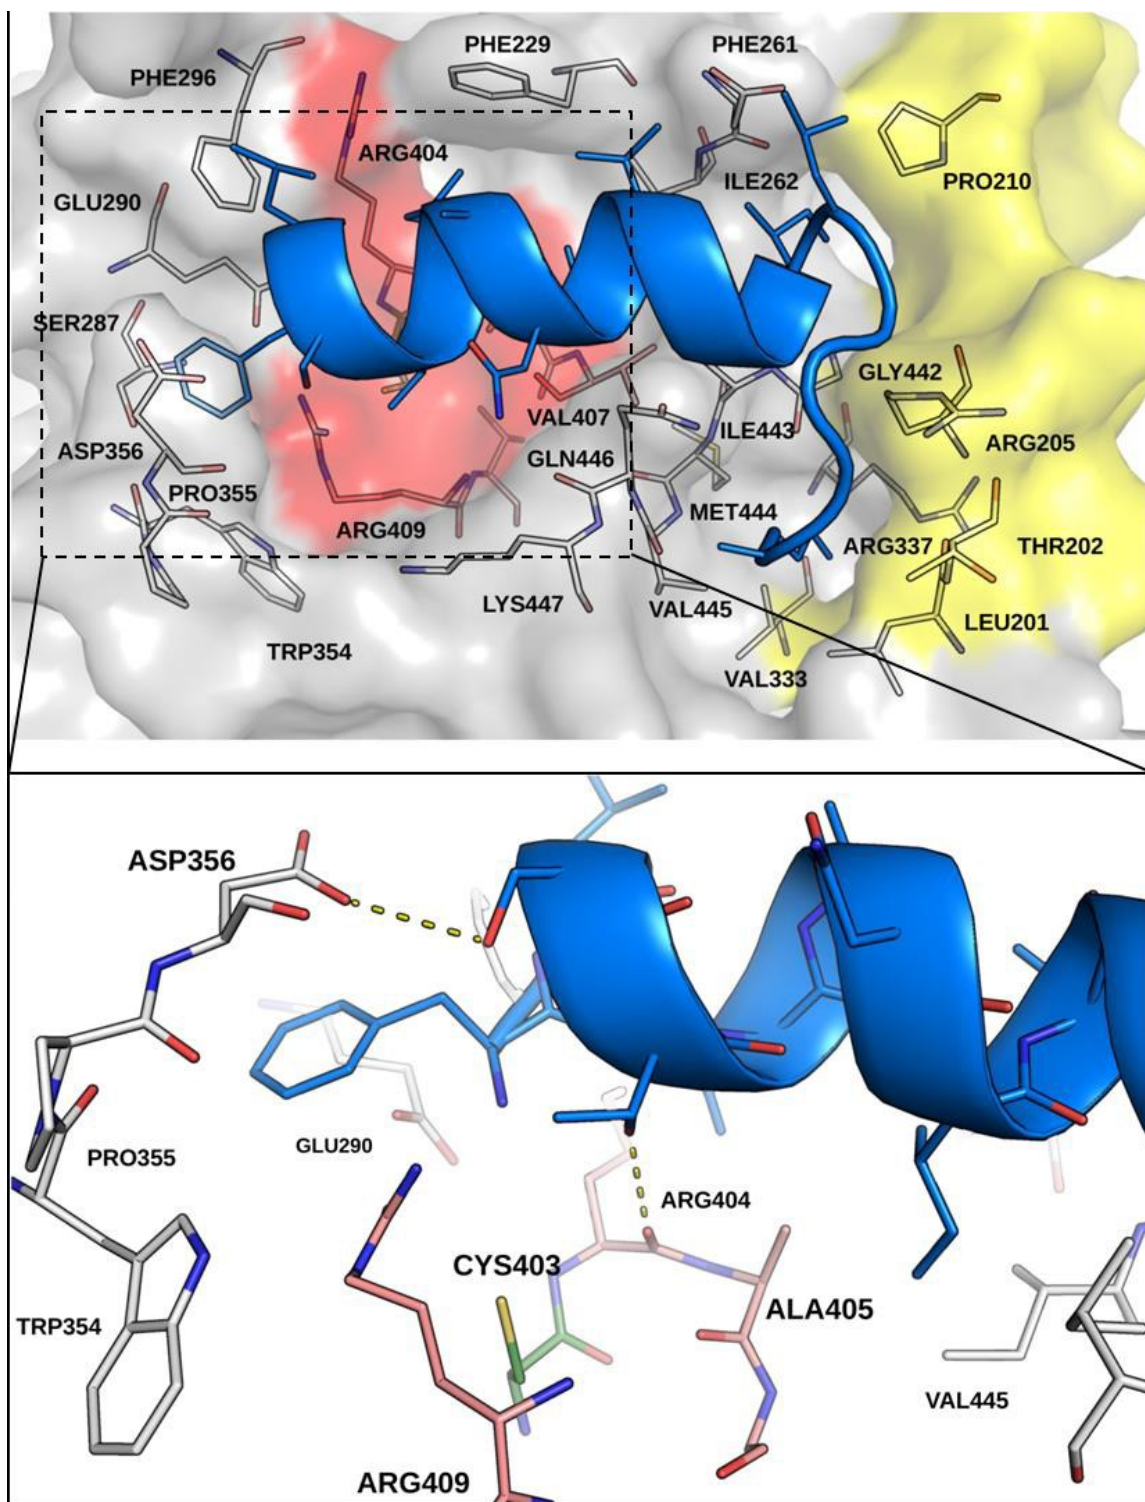 PHE229
PHE261
PHE296
ARG404
ILE262
PRO210
GLU290
SER287
GLY442
VAL407
ILE443
ARG205
ASP356
GLN446
PRO355
MET444
ARG409
ARG337
THR202
LYS447
VAL445
LEU201
TRP354
VAL333
ASP356
PRO355
GLU290
ARG404
CYS403
ALA405
TRP354
VAL445
ARG409